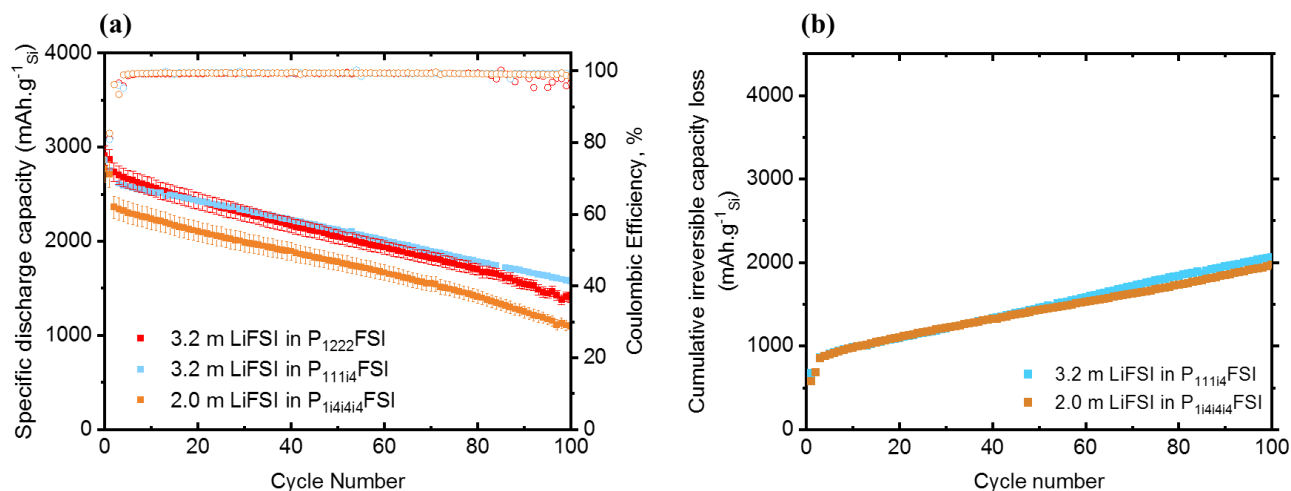 (a)
Specific discharge capacity (mAh.g⁻¹Si)
4000
3000
2000
1000
0
0
20
40
60
80
100
Cycle Number
100
80
60
40
20
0
Coulombic Efficiency, %
3.2 m LiFSI in P1222FSI
3.2 m LiFSI in P111i4FSI
2.0 m LiFSI in P1i4i4i4FSI
(b)
Cumulative irreversible capacity loss
(mAh.g⁻¹Si)
4000
3000
2000
1000
0
0
20
40
60
80
100
Cycle number
3.2 m LiFSI in P111i4FSI
2.0 m LiFSI in P1i4i4i4FSI